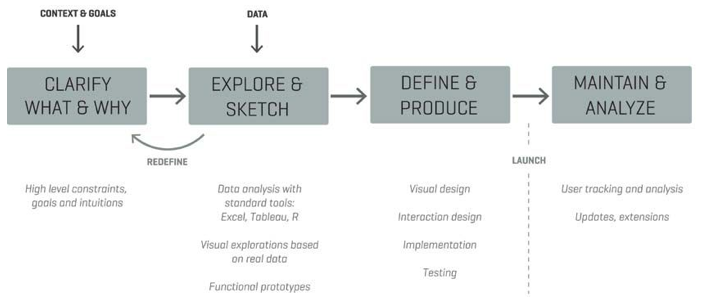 CONTEXT & GOALS
DATA
CLARIFY
WHAT & WHY
EXPLORE &
SKETCH
DEFINE &
PRODUCE
MAINTAIN &
ANALYZE
REDEFINE
LAUNCH
High level constraints,
goals and intuitions
Data analysis with
standard tools:
Excel, Tableau, R
Visual explorations based
on real data
Functional prototypes
Visual design
Interaction design
Implementation
Testing
User tracking and analysis
Updates, extensions